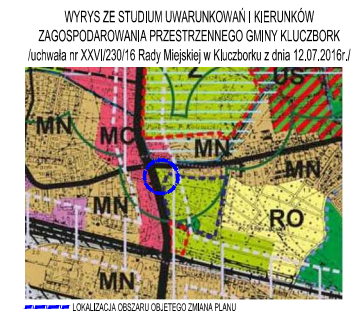 WYRYS ZE STUDIUM UWARUNKOWAŃ I KIERUNKÓW
ZAGOSPODAROWANIA PRZESTRZENNEGO GMINY KLUCZBORK
/uchwała nr XXVI/230/16 Rady Miejskiej w Kluczborku z dnia 12.07.2016r./
Z
US
MN
MC
MN
MN
MN
RO
MN
LOKALIZACJA OBSZARU OBJĘTEGO ZMIANĄ PLANU